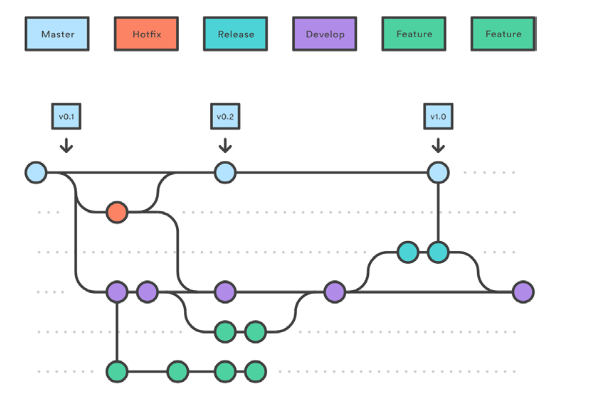 Master
Hotfix
Release
Develop
Feature
Feature
v0.1
v0.2
v1.0